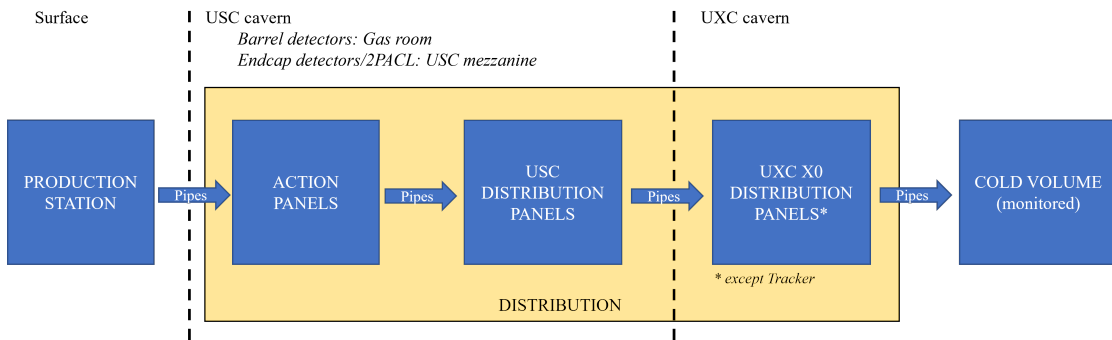 Surface
USC cavern
UXC cavern
Barrel detectors: Gas room
Endcap detectors/2PACL: USC mezzanine
PRODUCTION
STATION
Pipes
ACTION
PANELS
Pipes
USC
DISTRIBUTION
PANELS
Pipes
UXC X0
DISTRIBUTION
PANELS*
Pipes
COLD VOLUME
(monitored)
* except Tracker
DISTRIBUTION